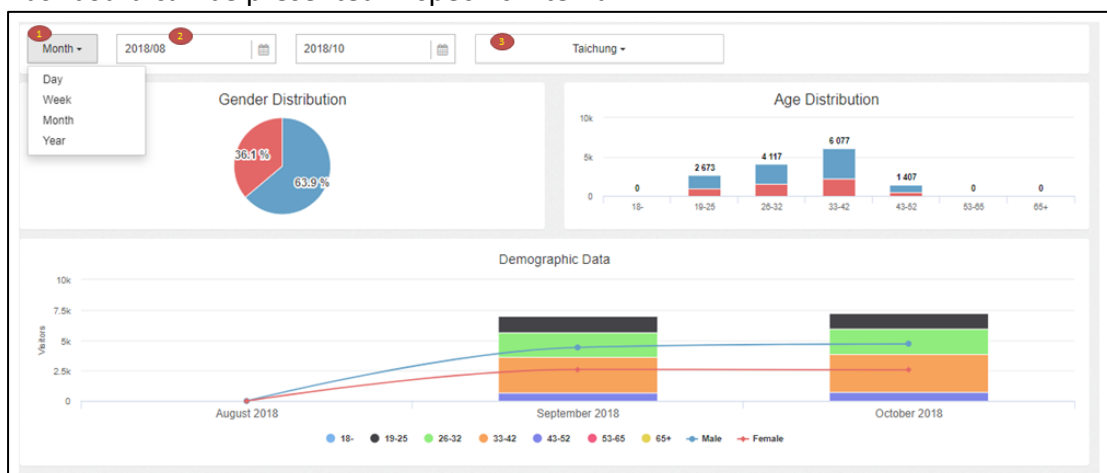 1
2
3
Month
2018/08
2018/10
Taichung
Day
Week
Month
Year
Gender Distribution
36.1 %
63.9 %
Age Distribution
10k
5k
0
0
2 673
4 117
6 077
1 407
0
0
18-
19-25
26-32
33-42
43-52
53-65
65+
Demographic Data
Visitors
10k
7.5k
5k
2.5k
0
August 2018
September 2018
October 2018
18- 19-25 26-32 33-42 43-52 53-65 65+ Male Female